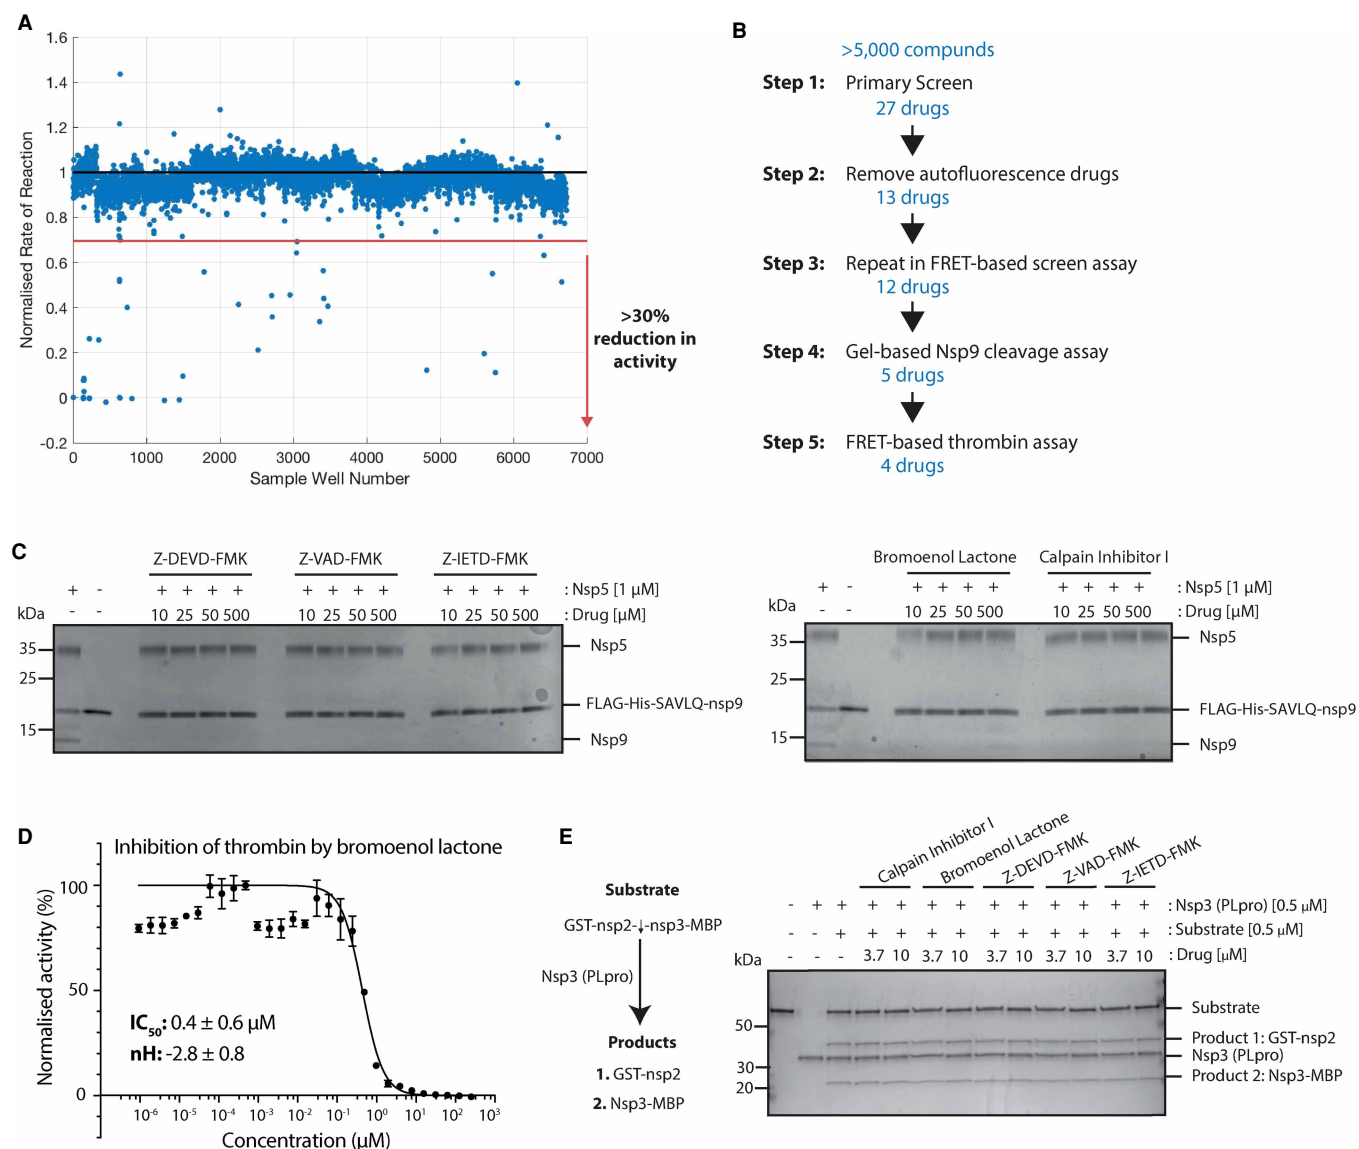 A
1.6
1.4
1.2
1
0.8
0.6
0.4
0.2
0
-0.2
Normalised Rate of Reaction
0 1000 2000 3000 4000 5000 6000 7000
Sample Well Number
>30%
reduction in
activity
B
>5,000 compunds
Step 1: Primary Screen
27 drugs
Step 2: Remove autofluorescence drugs
13 drugs
Step 3: Repeat in FRET-based screen assay
12 drugs
Step 4: Gel-based Nsp9 cleavage assay
5 drugs
Step 5: FRET-based thrombin assay
4 drugs
C
Z-DEVD-FMK Z-VAD-FMK Z-IETD-FMK
+ - + + + + + + + + + + + + : Nsp5 [1 μM]
kDa - - 10 25 50 500 10 25 50 500 10 25 50 500 : Drug [μM]
35 Nsp5
25
FLAG-His-SAVLQ-nsp9
15
Nsp9
Bromoenol Lactone Calpain Inhibitor I
+ - + + + + + + + + : Nsp5 [1 μM]
kDa - - 10 25 50 500 10 25 50 500 : Drug [μM]
35 Nsp5
25
FLAG-His-SAVLQ-nsp9
15
Nsp9
D
Inhibition of thrombin by bromoenol lactone
100
50
0
Normalised activity (%)
IC50: 0.4 ± 0.6 μM
nH: -2.8 ± 0.8
10-6 10-5 10-4 10-3 10-2 10-1 100 101 102 103
Concentration (μM)
E
Substrate
GST-nsp2-↓-nsp3-MBP
Nsp3 (PLpro)
Products
1. GST-nsp2
2. Nsp3-MBP
Calpain Inhibitor I
Bromoenol Lactone
Z-DEVD-FMK
Z-VAD-FMK
Z-IETD-FMK
- + + + + + + + + + + + + : Nsp3 (PLpro) [0.5 μM]
- - + + + + + + + + + + + : Substrate [0.5 μM]
kDa - - - 3.7 10 3.7 10 3.7 10 3.7 10 3.7 10 : Drug [μM]
Substrate
50
Product 1: GST-nsp2
Nsp3 (PLpro)
30
Product 2: Nsp3-MBP
20